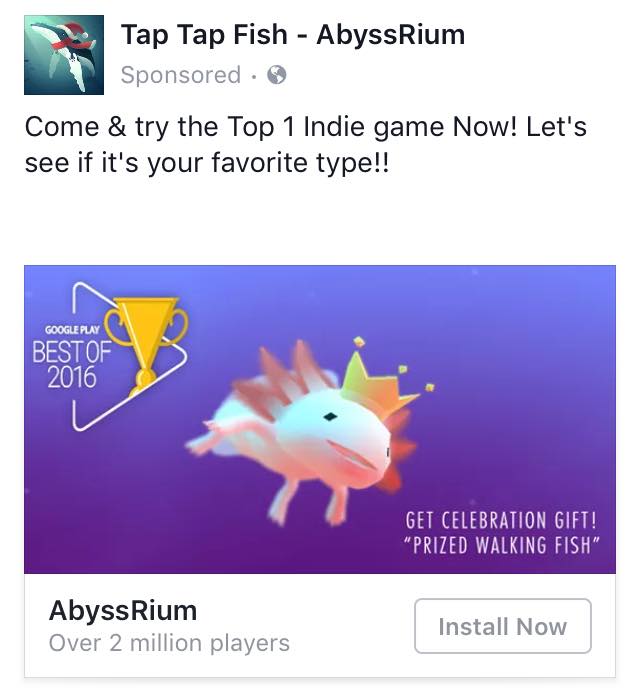 Tap Tap Fish - AbyssRium
Sponsored ·
Come & try the Top 1 Indie game Now! Let's
see if it's your favorite type!!
GOOGLE PLAY
BEST OF
2016
GET CELEBRATION GIFT!
"PRIZED WALKING FISH"
AbyssRium
Over 2 million players
Install Now